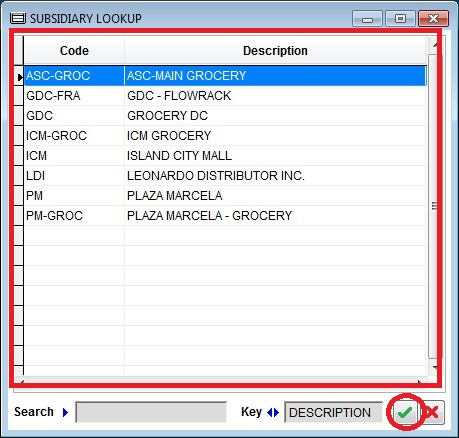 SUBSIDIARY LOOKUP
Code Description
ASC-GROC ASC-MAIN GROCERY
GDC-FRA GDC - FLOWRACK
GDC GROCERY DC
ICM-GROC ICM GROCERY
ICM ISLAND CITY MALL
LDI LEONARDO DISTRIBUTOR INC.
PM PLAZA MARCELA
PM-GROC PLAZA MARCELA - GROCERY
Search Key DESCRIPTION